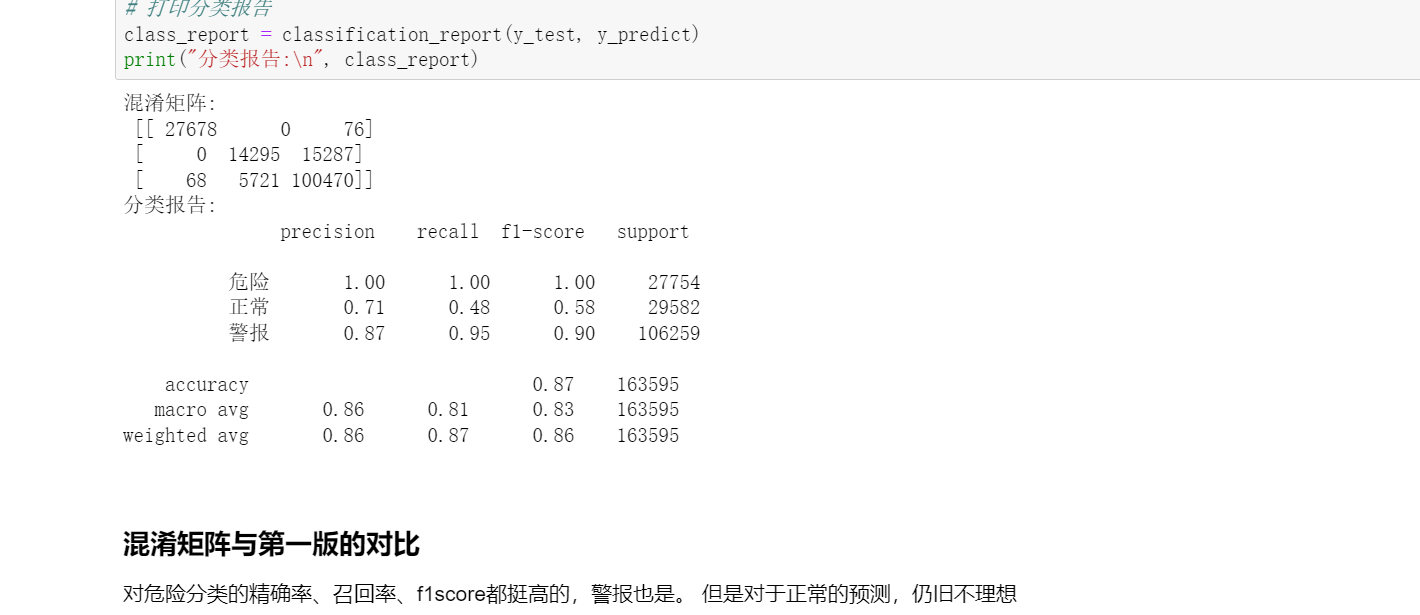 # 打印分类报告
class_report = classification_report(y_test, y_predict)
print("分类报告:\n", class_report)
混淆矩阵:
[[ 27678 0 76]
[ 0 14295 15287]
[ 68 5721 100470]]
分类报告:
precision recall f1-score support
危险 1.00 1.00 1.00 27754
正常 0.71 0.48 0.58 29582
警报 0.87 0.95 0.90 106259
accuracy 0.87 163595
macro avg 0.86 0.81 0.83 163595
weighted avg 0.86 0.87 0.86 163595
混淆矩阵与第一版的对比
对危险分类的精确率、召回率、f1score都挺高的，警报也是。 但是对于正常的预测，仍旧不理想